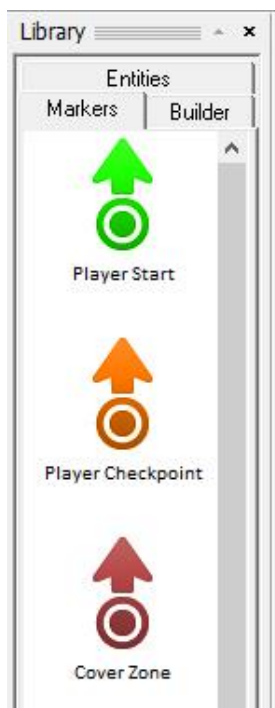 Library
Entities
Markers Builder
Player Start
Player Checkpoint
Cover Zone